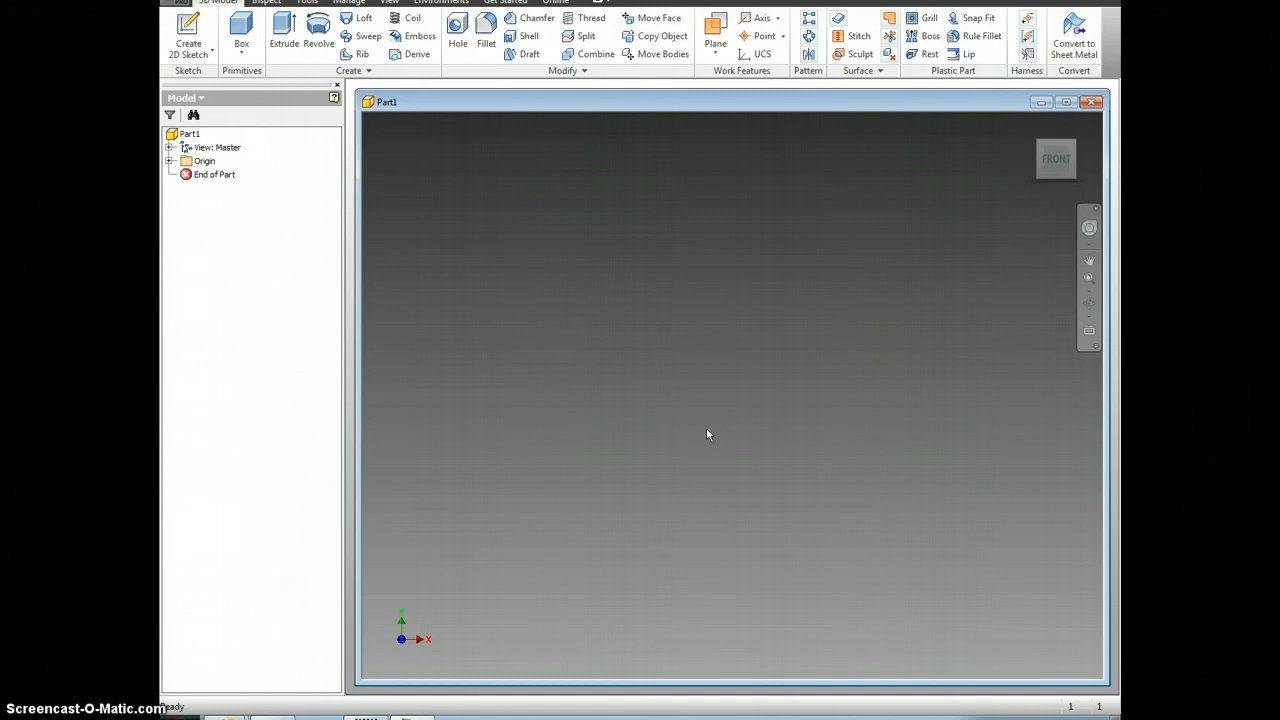 PRO 3D Model Inspect Tools Manage View Environments Get Started Online
Loft Coil Chamfer Thread Move Face Axis Grill Snap Fit
Create 2D Sketch Box Extrude Revolve Sweep Emboss Hole Fillet Shell Split Copy Object Plane Point Stitch Boss Rule Fillet Convert to Sheet Metal
Rib Derive Draft Combine Move Bodies UCS Sculpt Rest Lip
Sketch Primitives Create Modify Work Features Pattern Surface Plastic Part Harness Convert
Model
Part1
Part1
View: Master
Origin
End of Part
FRONT
X
Screencast-O-Matic.com
Ready
1 1